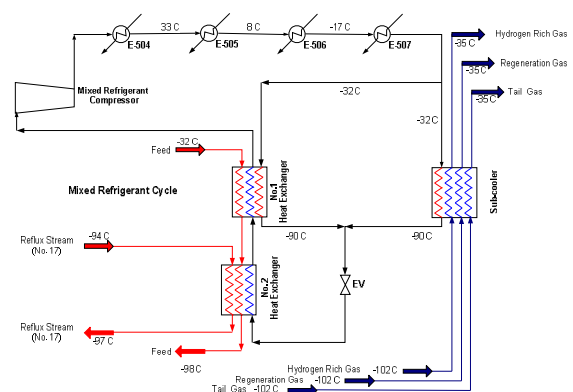 33 C
8 C
-17 C
E-504
E-505
E-506
E-507
Hydrogen Rich Gas
-35 C
Regeneration Gas
-35 C
Tail Gas
-35 C
Mixed Refrigerant
Compressor
-32 C
-32 C
-32 C
Feed
No.1
Heat Exchanger
Subcooler
Mixed Refrigerant Cycle
-90 C
-90 C
-94 C
Reflux Stream
(No. 17)
No.2
Heat Exchanger
EV
Reflux Stream
(No. 17)
-97 C
Feed
-98 C
Hydrogen Rich Gas
-102 C
Regeneration Gas
-102 C
Tail Gas
-102 C